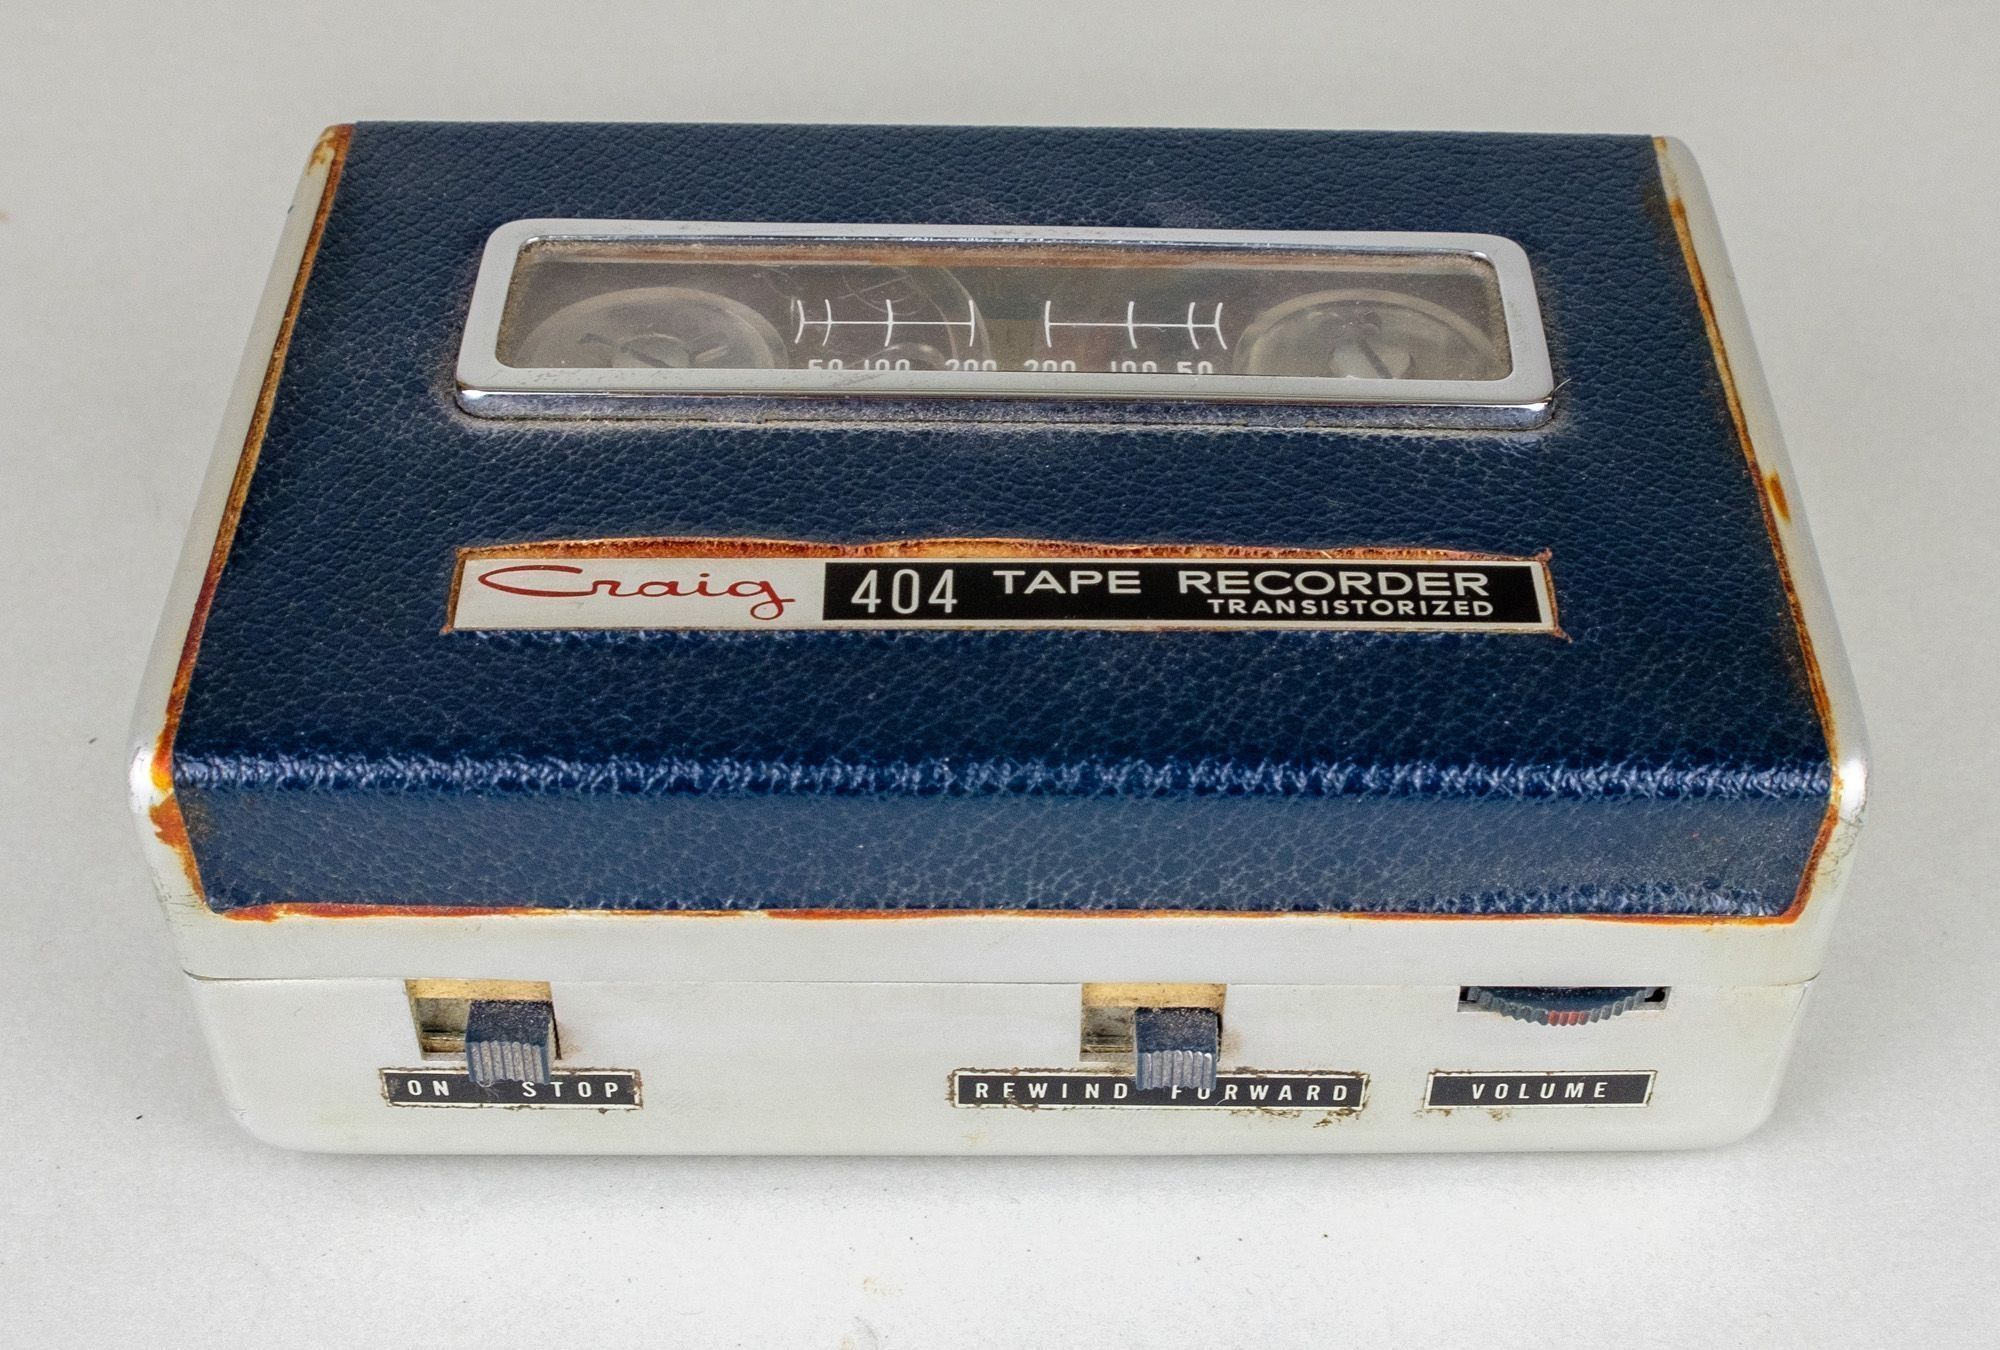 50 100 200 200 100 50
Craig 404 TAPE RECORDER
TRANSISTORIZED
ON STOP
REWIND FORWARD
VOLUME